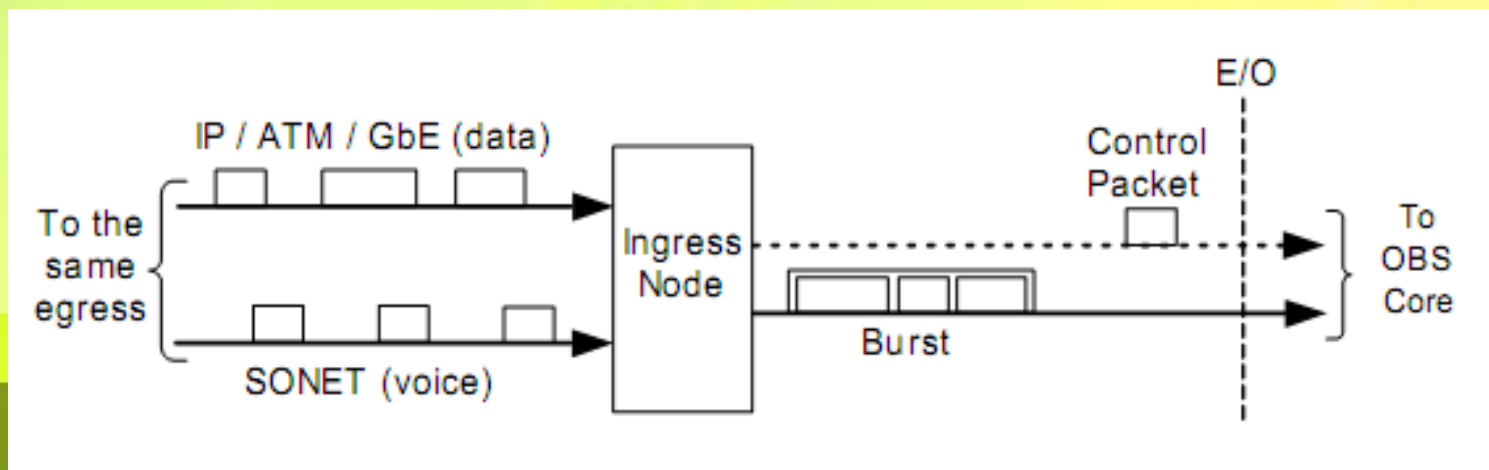 To the
same
egress
IP / ATM / GbE (data)
SONET (voice)
Ingress
Node
Burst
Control
Packet
E/O
To
OBS
Core